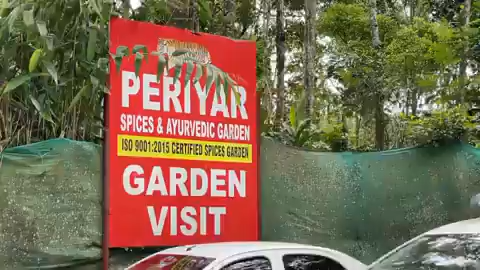 PERIYAR
SPICES & AYURVEDIC GARDEN
ISO 9001:2015 CERTIFIED SPICES GARDEN
GARDEN
VISIT